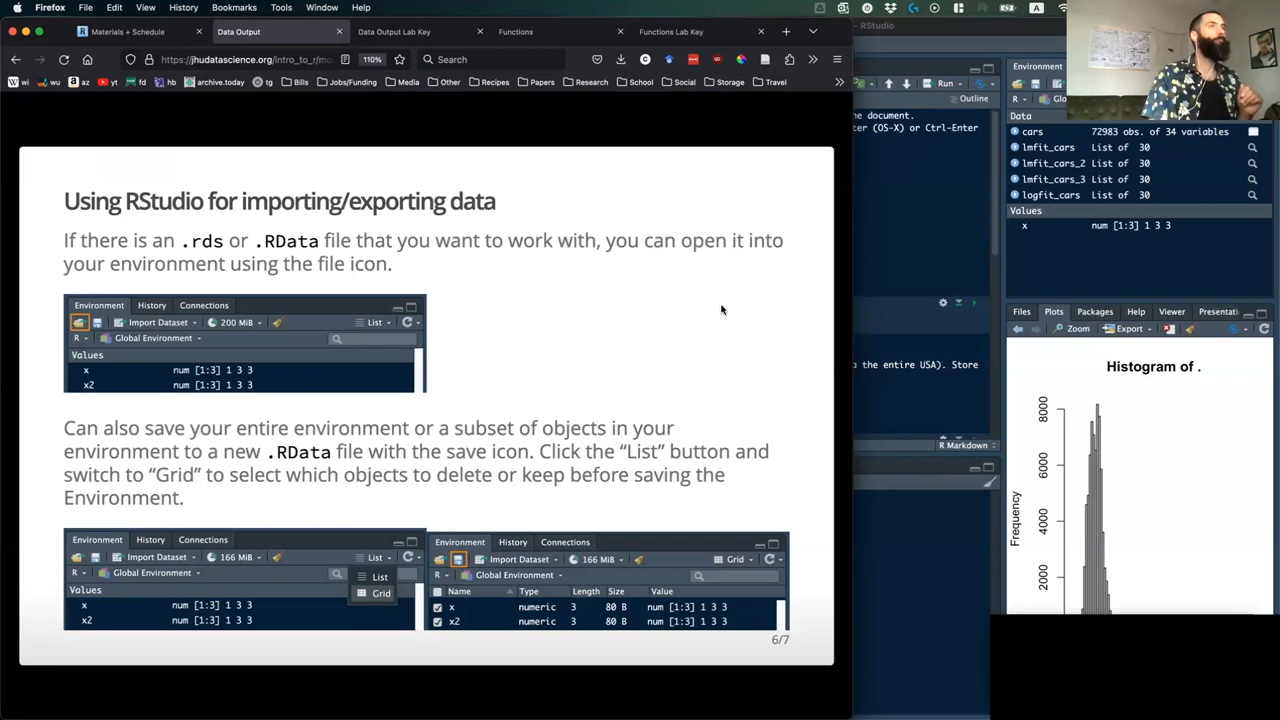 Firefox File Edit View History Bookmarks Tools Window Help
Materials + Schedule
Data Output
Data Output Lab Key
Functions
Functions Lab Key
https://jhudatascience.org/intro_to_r/mo
110%
Search
wi
wu
az
yt
fd
hb
archive.today
Bills
Jobs/Funding
Media
Other
Recipes
Papers
Research
School
Social
Storage
Travel
Using RStudio for importing/exporting data
If there is an .rds or .RData file that you want to work with, you can open it into
your environment using the file icon.
Environment History Connections
Import Dataset 200 MiB List
R Global Environment
Values
x num [1:3] 1 3 3
x2 num [1:3] 1 3 3
Can also save your entire environment or a subset of objects in your
environment to a new .RData file with the save icon. Click the “List” button and
switch to “Grid” to select which objects to delete or keep before saving the
Environment.
Environment History Connections
Import Dataset 166 MiB List
R Global Environment
List
Grid
Values
x num [1:3] 1 3 3
x2 num [1:3] 1 3 3
Environment History Connections
Import Dataset 166 MiB Grid
R Global Environment
Name Type Length Size Value
x numeric 3 80 B num [1:3] 1 3 3
x2 numeric 3 80 B num [1:3] 1 3 3
6/7
RStudio
Run
Outline
e document.
ter (OS-X) or Ctrl-Enter
a the entire USA). Store
R Markdown
Environment
R Glo
Data
cars 72983 obs. of 34 variables
lmfit_cars List of 30
lmfit_cars_2 List of 30
lmfit_cars_3 List of 30
logfit_cars List of 30
Values
x num [1:3] 1 3 3
Files Plots Packages Help Viewer Presentati
Zoom Export
Histogram of .
Frequency
8000
6000
4000
2000